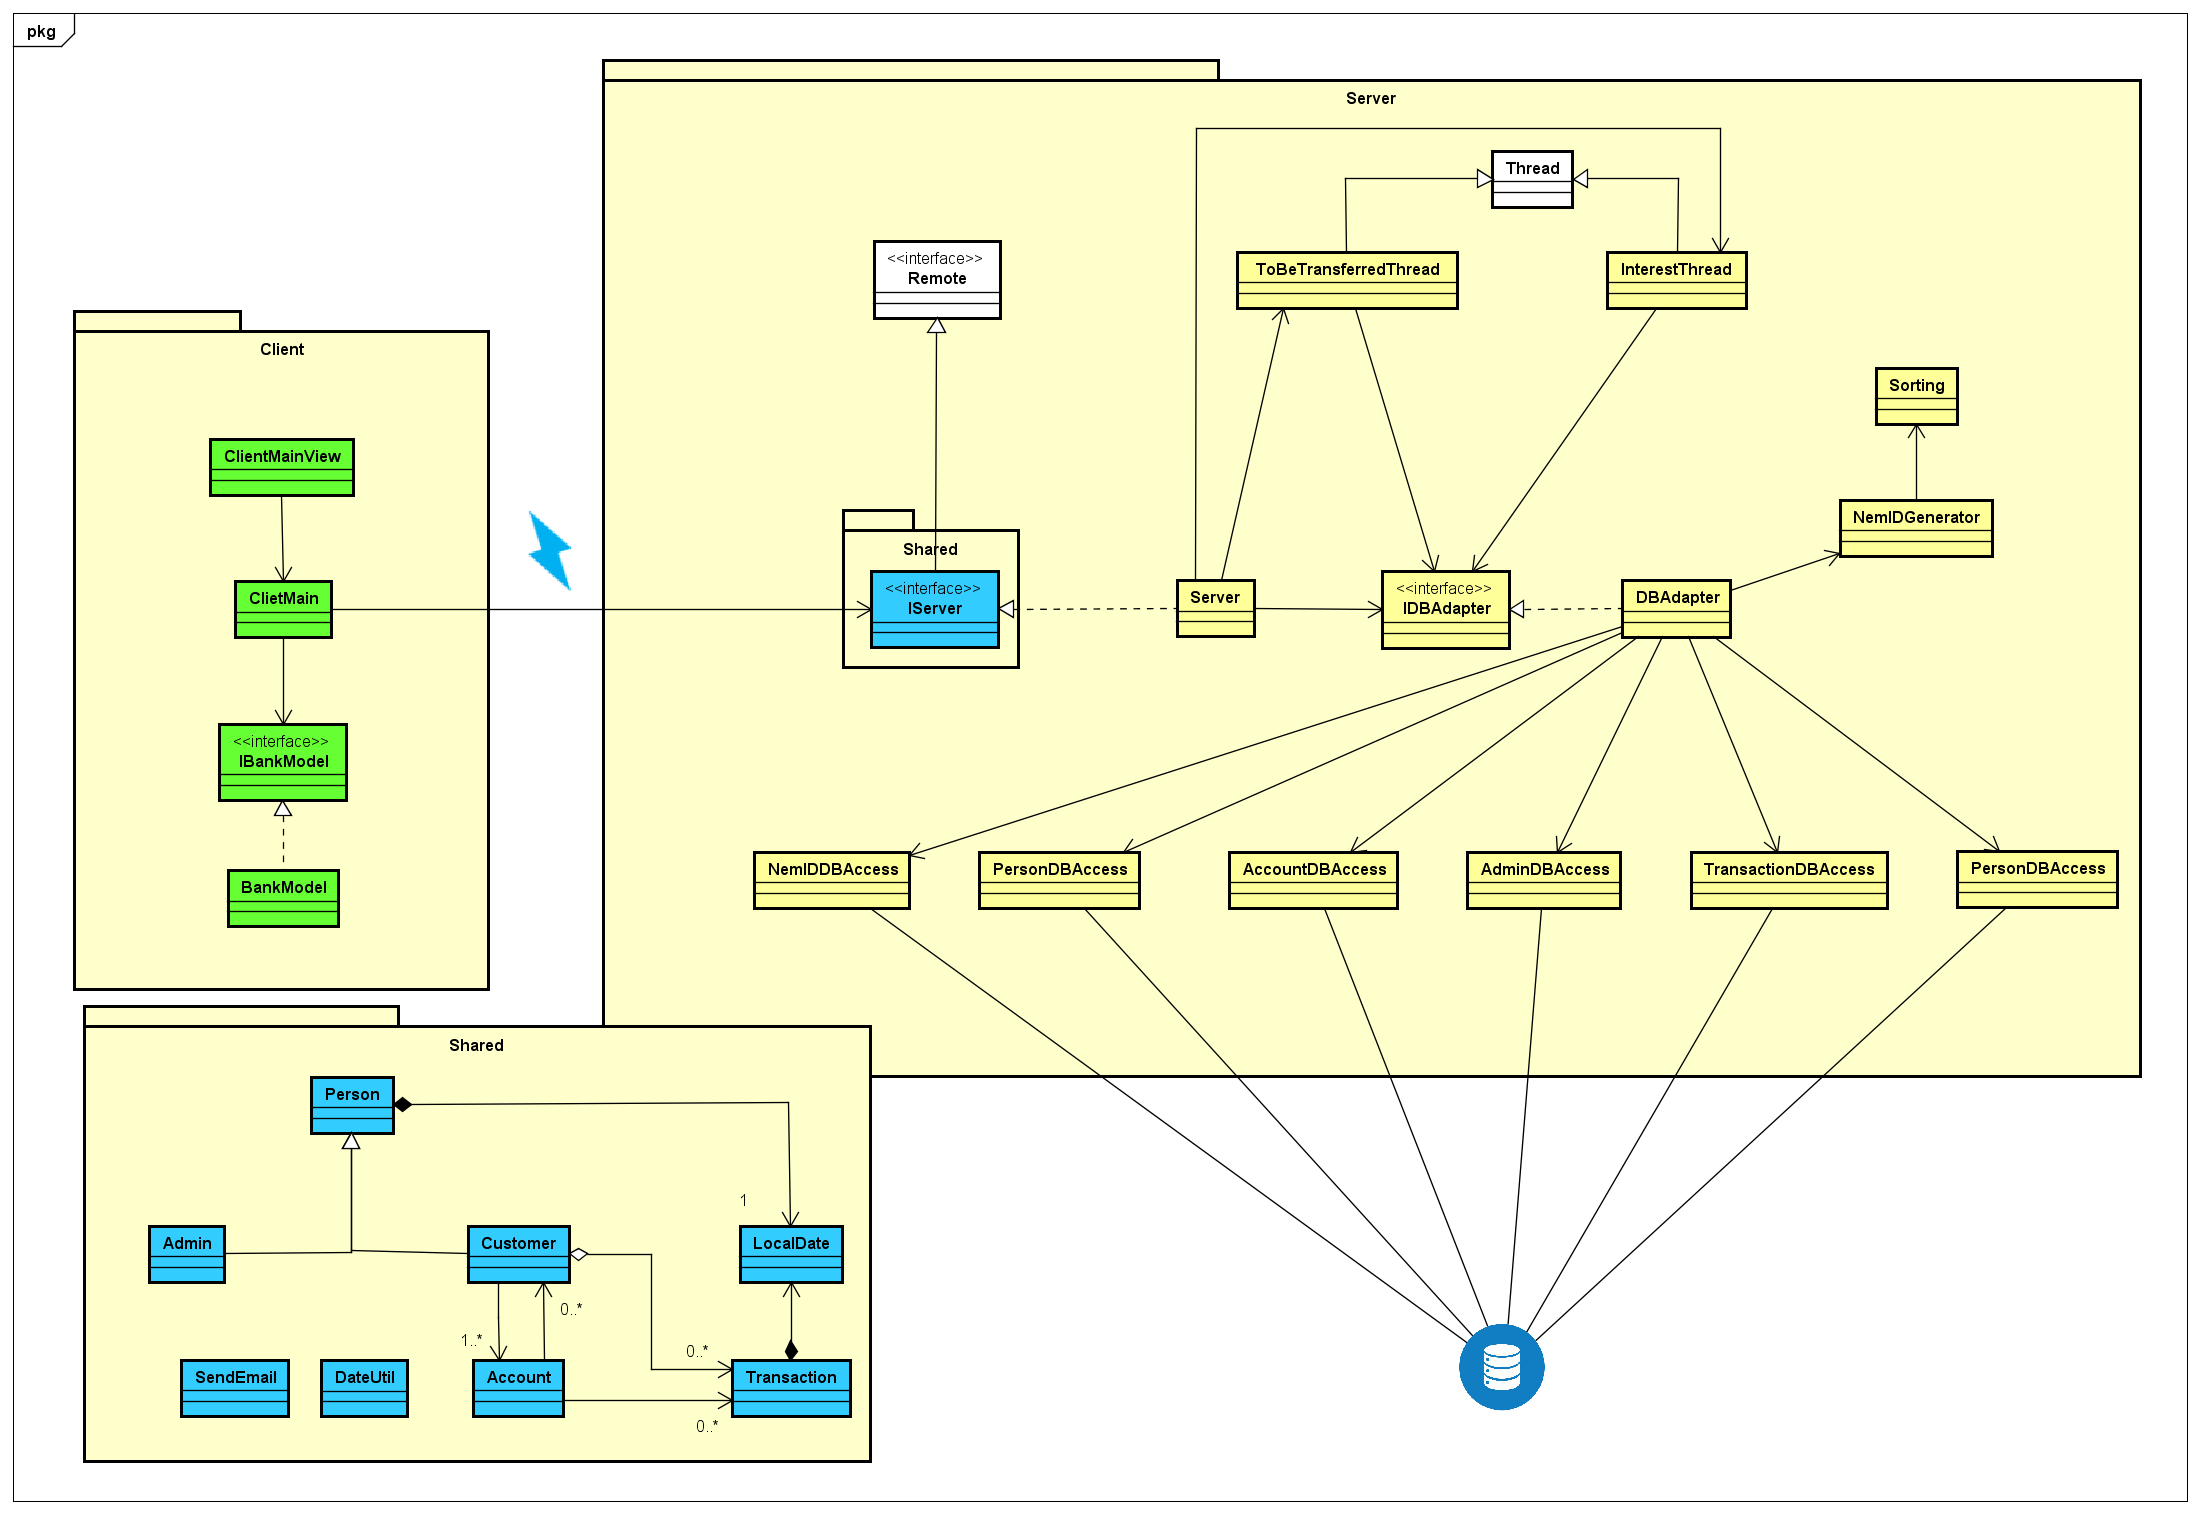 pkg
Server
Thread
<<interface>>
Remote
ToBeTransferredThread
InterestThread
Client
Sorting
ClientMainView
NemIDGenerator
Shared
<<interface>>
IServer
Server
<<interface>>
IDBAdapter
DBAdapter
ClietMain
<<interface>>
IBankModel
BankModel
NemIDDBAccess
PersonDBAccess
AccountDBAccess
AdminDBAccess
TransactionDBAccess
PersonDBAccess
Shared
Person
1
Admin
Customer
LocalDate
0..*
1..*
0..*
SendEmail
DateUtil
Account
Transaction
0..*